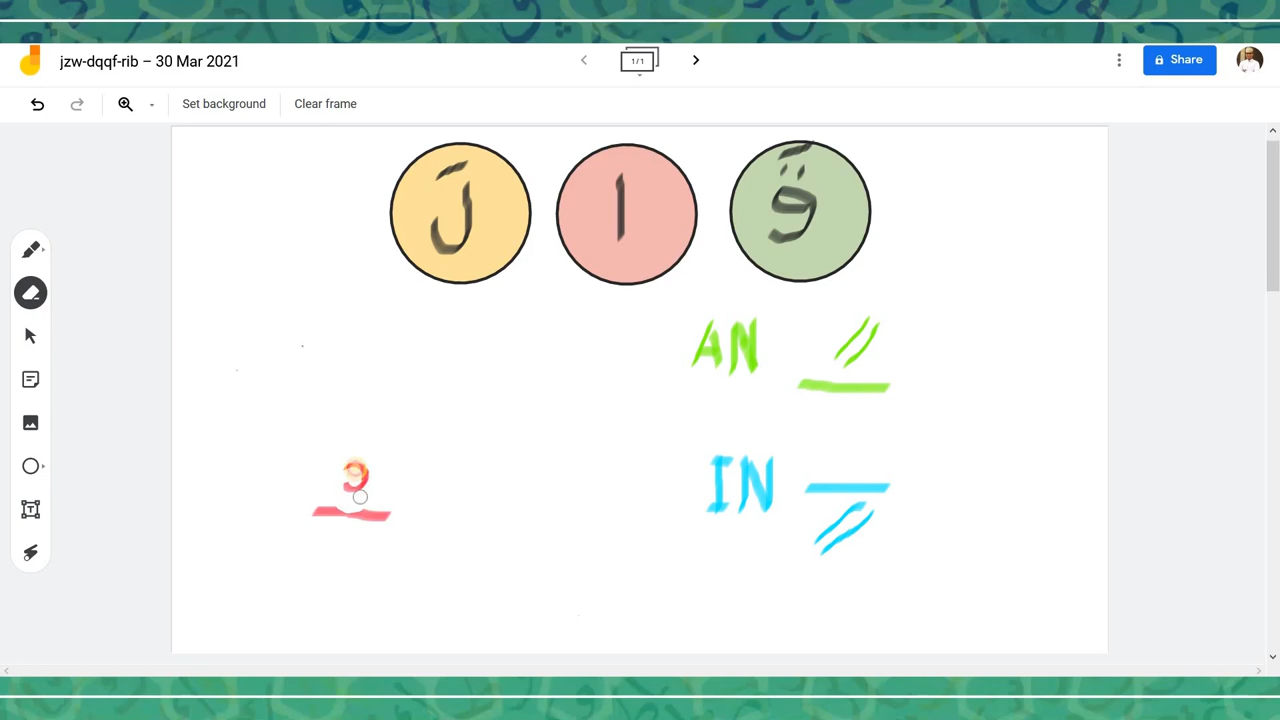 jzw-dqqf-rib – 30 Mar 2021
1/1
Share
Set background
Clear frame
قَ ا لَ
AN ـً
IN ـٍ